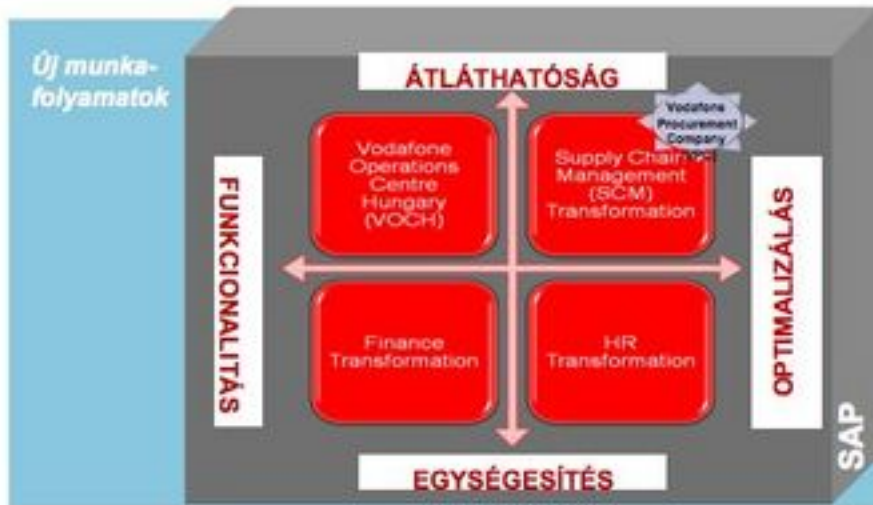 Új munka-
folyamatok
ÁTLÁTHATÓSÁG
Vodafone
Procurement
Company
Vodafone
Operations
Centre
Hungary
(VOCH)
Supply Chain
Management
(SCM)
Transformation
FUNKCIONALITÁS
OPTIMALIZÁLÁS
Finance
Transformation
HR
Transformation
EGYSÉGESÍTÉS
SAP